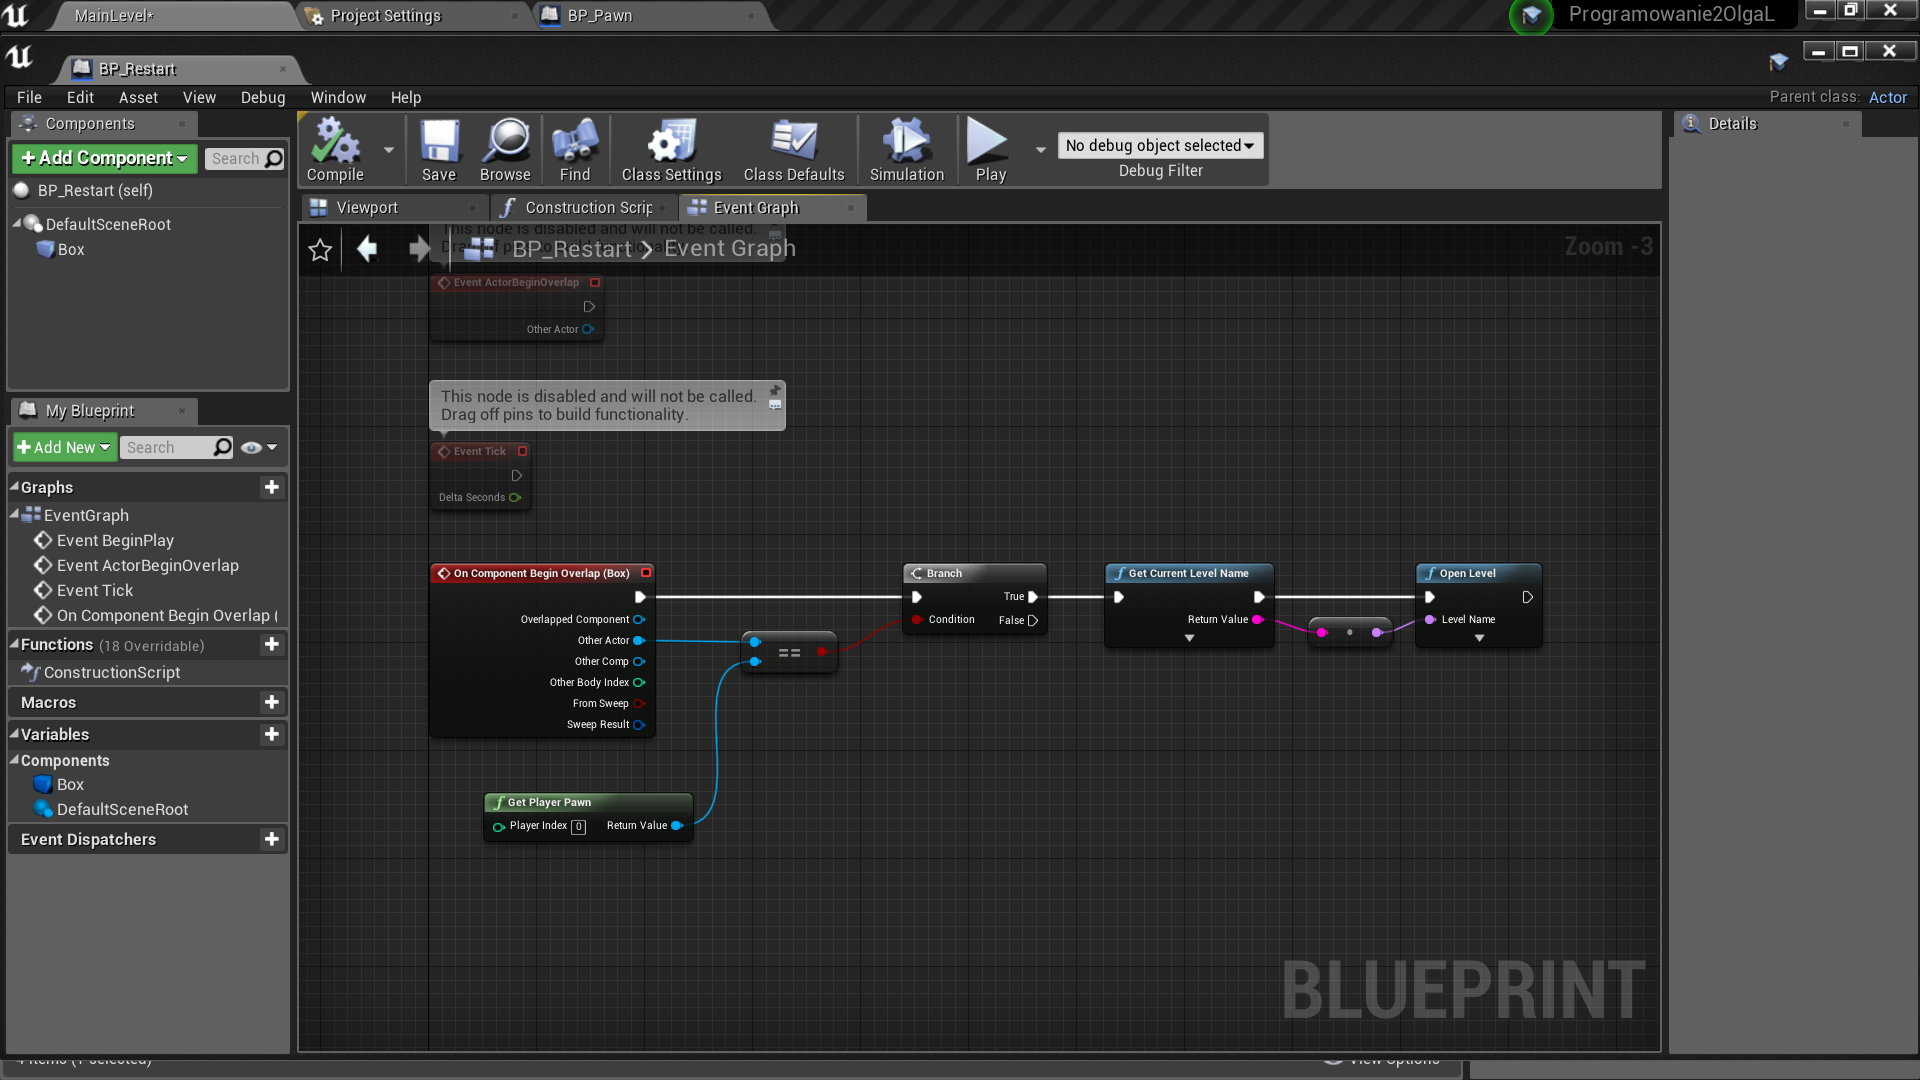 MainLevel*
Project Settings
BP_Pawn
Programowanie2OlgaL
BP_Restart
File Edit Asset View Debug Window Help
Parent class: Actor
Components
Add Component
Search
BP_Restart (self)
DefaultSceneRoot
Box
Compile
Save
Browse
Find
Class Settings
Class Defaults
Simulation
Play
No debug object selected
Debug Filter
Details
Viewport
Construction Scrip
Event Graph
This node is disabled and will not be called.
BP_Restart > Event Graph
Zoom -3
Event ActorBeginOverlap
Other Actor
This node is disabled and will not be called.
Drag off pins to build functionality.
Event Tick
Delta Seconds
My Blueprint
Add New
Search
Graphs
EventGraph
Event BeginPlay
Event ActorBeginOverlap
Event Tick
On Component Begin Overlap (
Functions (18 Overridable)
ConstructionScript
Macros
Variables
Components
Box
DefaultSceneRoot
Event Dispatchers
On Component Begin Overlap (Box)
Overlapped Component
Other Actor
Other Comp
Other Body Index
From Sweep
Sweep Result
==
Branch
True
Condition
False
Get Current Level Name
Return Value
Open Level
Level Name
Get Player Pawn
Player Index 0
Return Value
BLUEPRINT
View Options